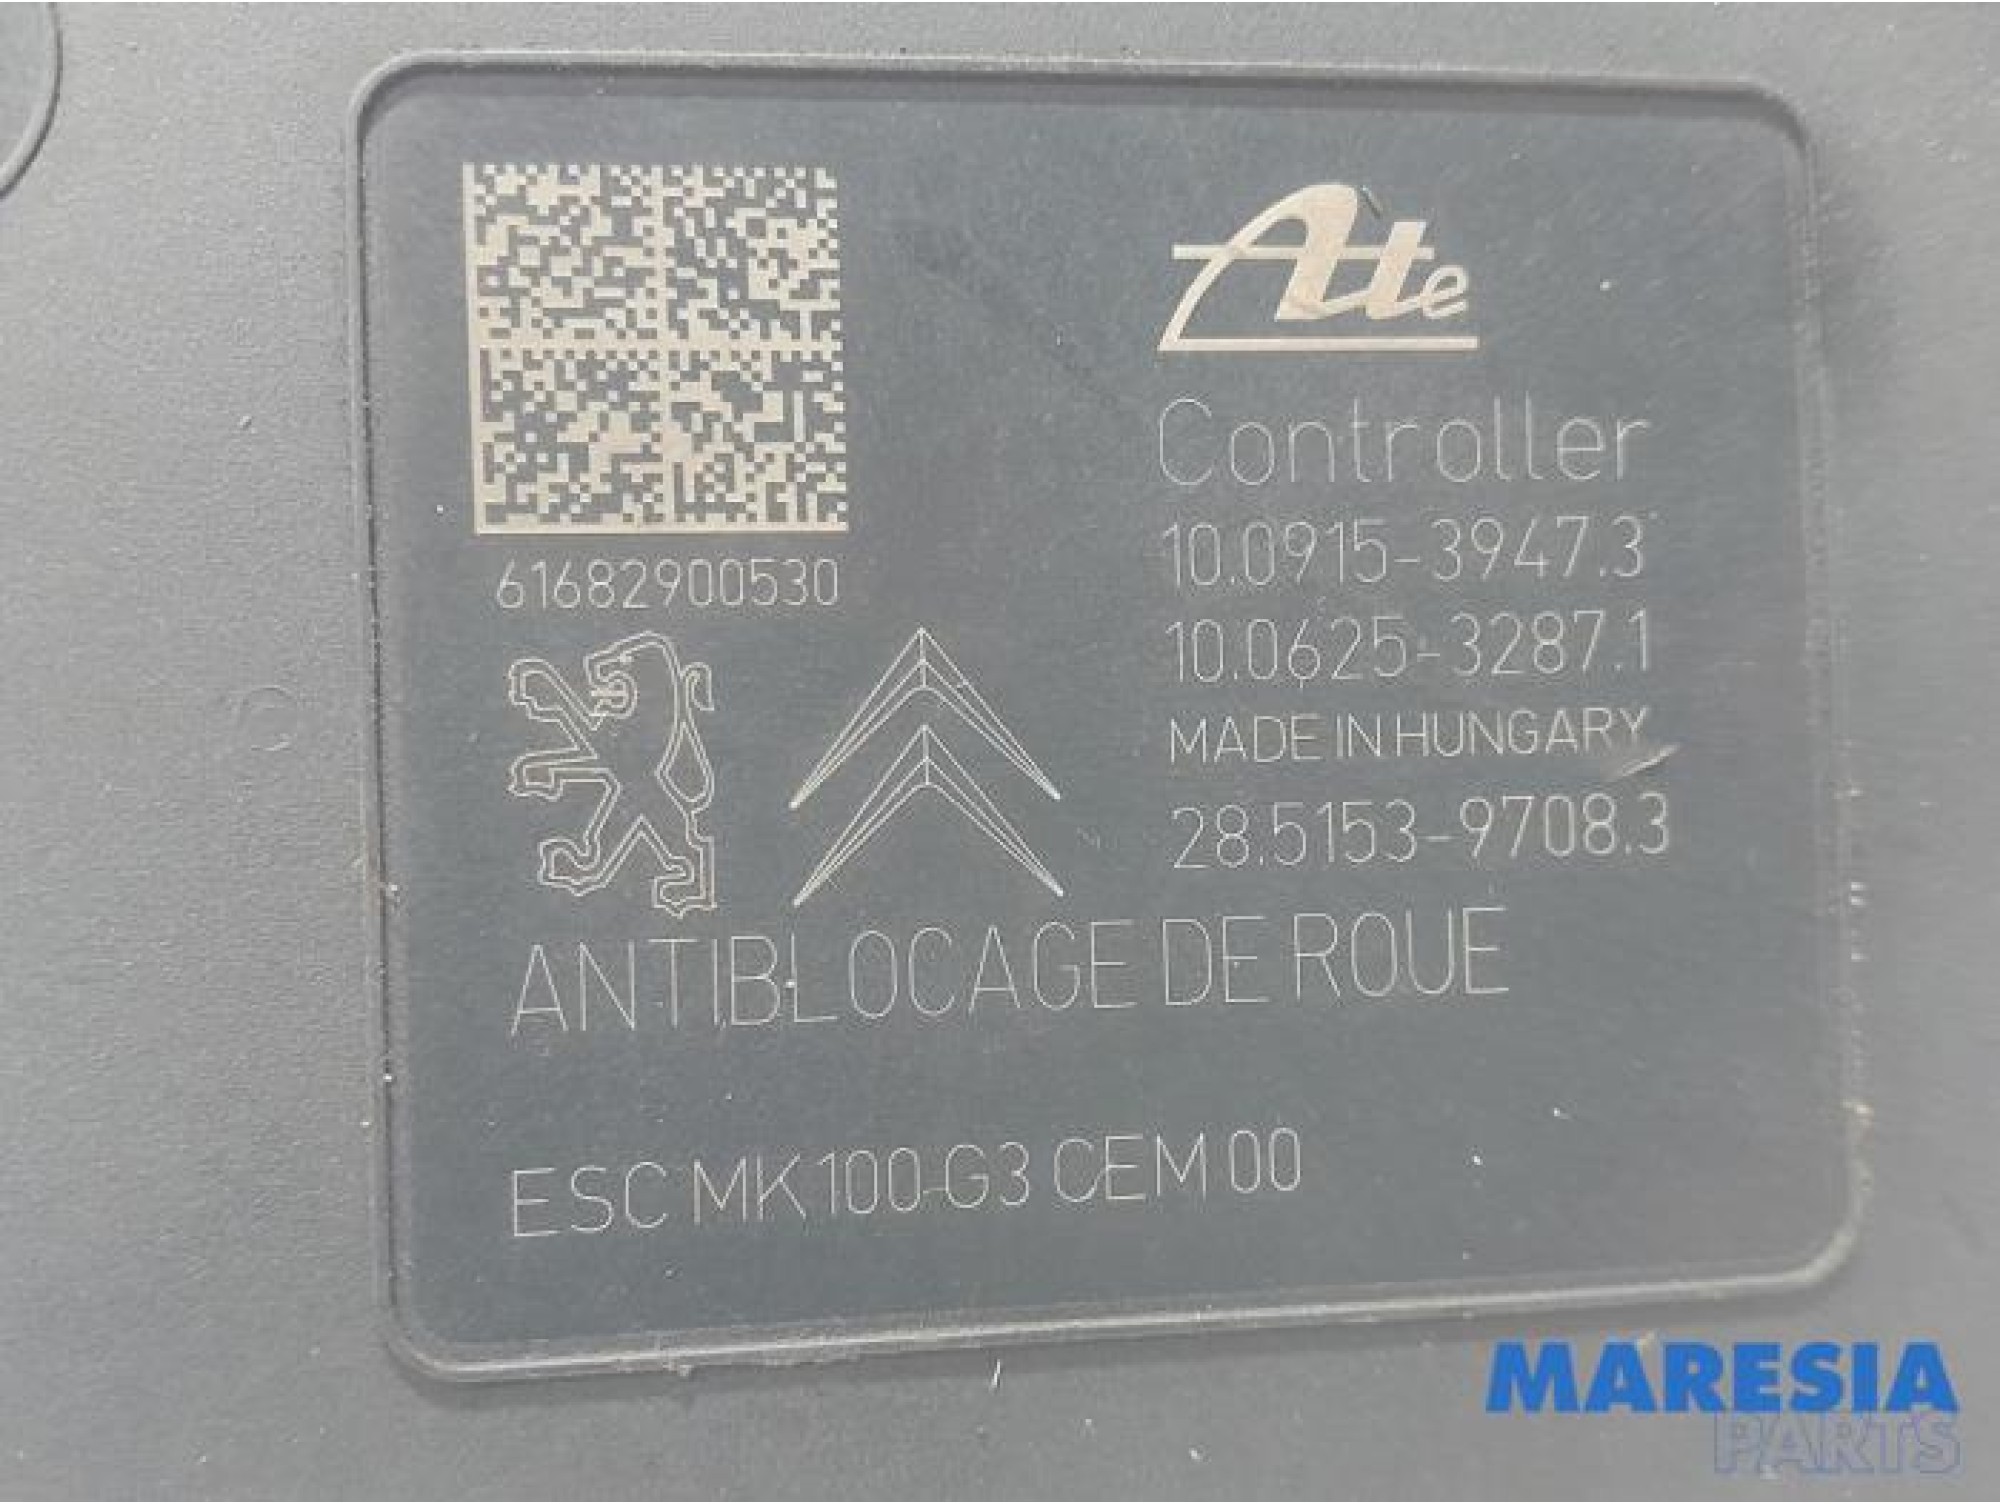 Ate
Controller
10.0915-3947.3
61682900530
10.0625-3287.1
MADE IN HUNGARY
28.5153-9708.3
ANTIBLOCAGE DE ROUE
ESC MK100-G3 CEM 00
MARESIA
PARTS